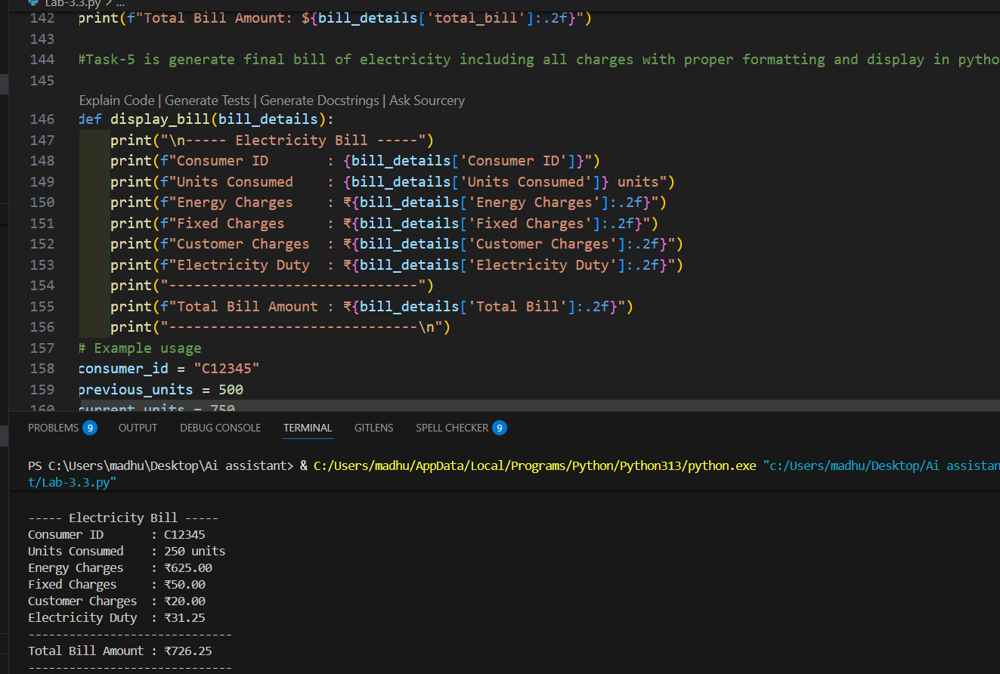 Lab-3.3.py > ...
142 print(f"Total Bill Amount: ${bill_details['total_bill']:.2f}")
143
144 #Task-5 is generate final bill of electricity including all charges with proper formatting and display in pytho
145
Explain Code | Generate Tests | Generate Docstrings | Ask Sourcery
146 def display_bill(bill_details):
147     print("\n----- Electricity Bill -----")
148     print(f"Consumer ID       : {bill_details['Consumer ID']}")
149     print(f"Units Consumed    : {bill_details['Units Consumed']} units")
150     print(f"Energy Charges    : ₹{bill_details['Energy Charges']:.2f}")
151     print(f"Fixed Charges     : ₹{bill_details['Fixed Charges']:.2f}")
152     print(f"Customer Charges  : ₹{bill_details['Customer Charges']:.2f}")
153     print(f"Electricity Duty  : ₹{bill_details['Electricity Duty']:.2f}")
154     print("------------------------------")
155     print(f"Total Bill Amount : ₹{bill_details['Total Bill']:.2f}")
156     print("------------------------------\n")
157 # Example usage
158 consumer_id = "C12345"
159 previous_units = 500
160 current_units = 750
PROBLEMS 9 OUTPUT DEBUG CONSOLE TERMINAL GITLENS SPELL CHECKER 9
PS C:\Users\madhu\Desktop\Ai assistant> & C:/Users/madhu/AppData/Local/Programs/Python/Python313/python.exe "c:/Users/madhu/Desktop/Ai assistan
t/Lab-3.3.py"
----- Electricity Bill -----
Consumer ID       : C12345
Units Consumed    : 250 units
Energy Charges    : ₹625.00
Fixed Charges     : ₹50.00
Customer Charges  : ₹20.00
Electricity Duty  : ₹31.25
------------------------------
Total Bill Amount : ₹726.25
------------------------------